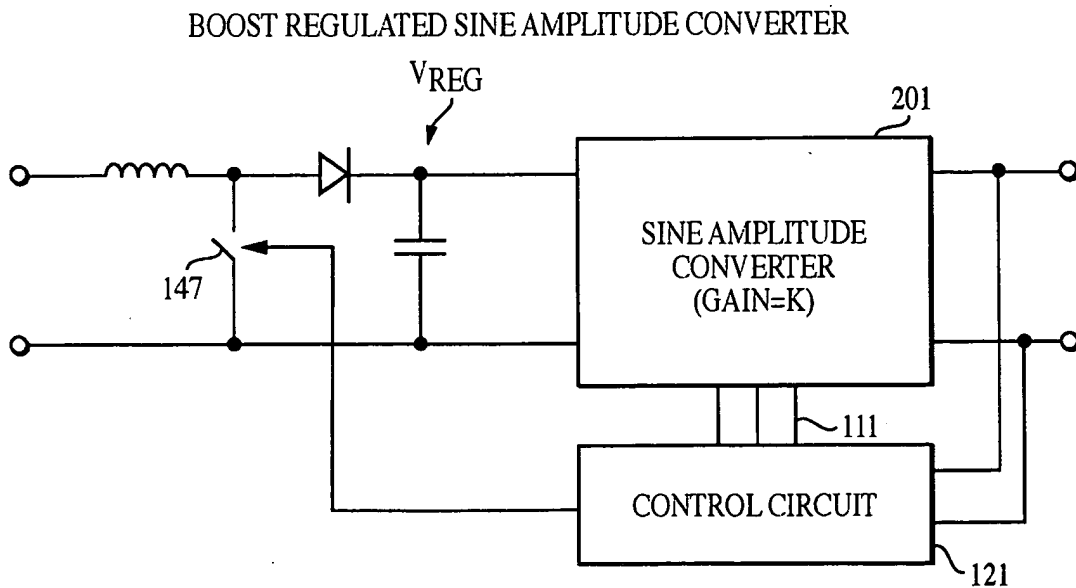 BOOST REGULATED SINE AMPLITUDE CONVERTER
VREG
201
147
SINE AMPLITUDE
CONVERTER
(GAIN=K)
111
CONTROL CIRCUIT
121